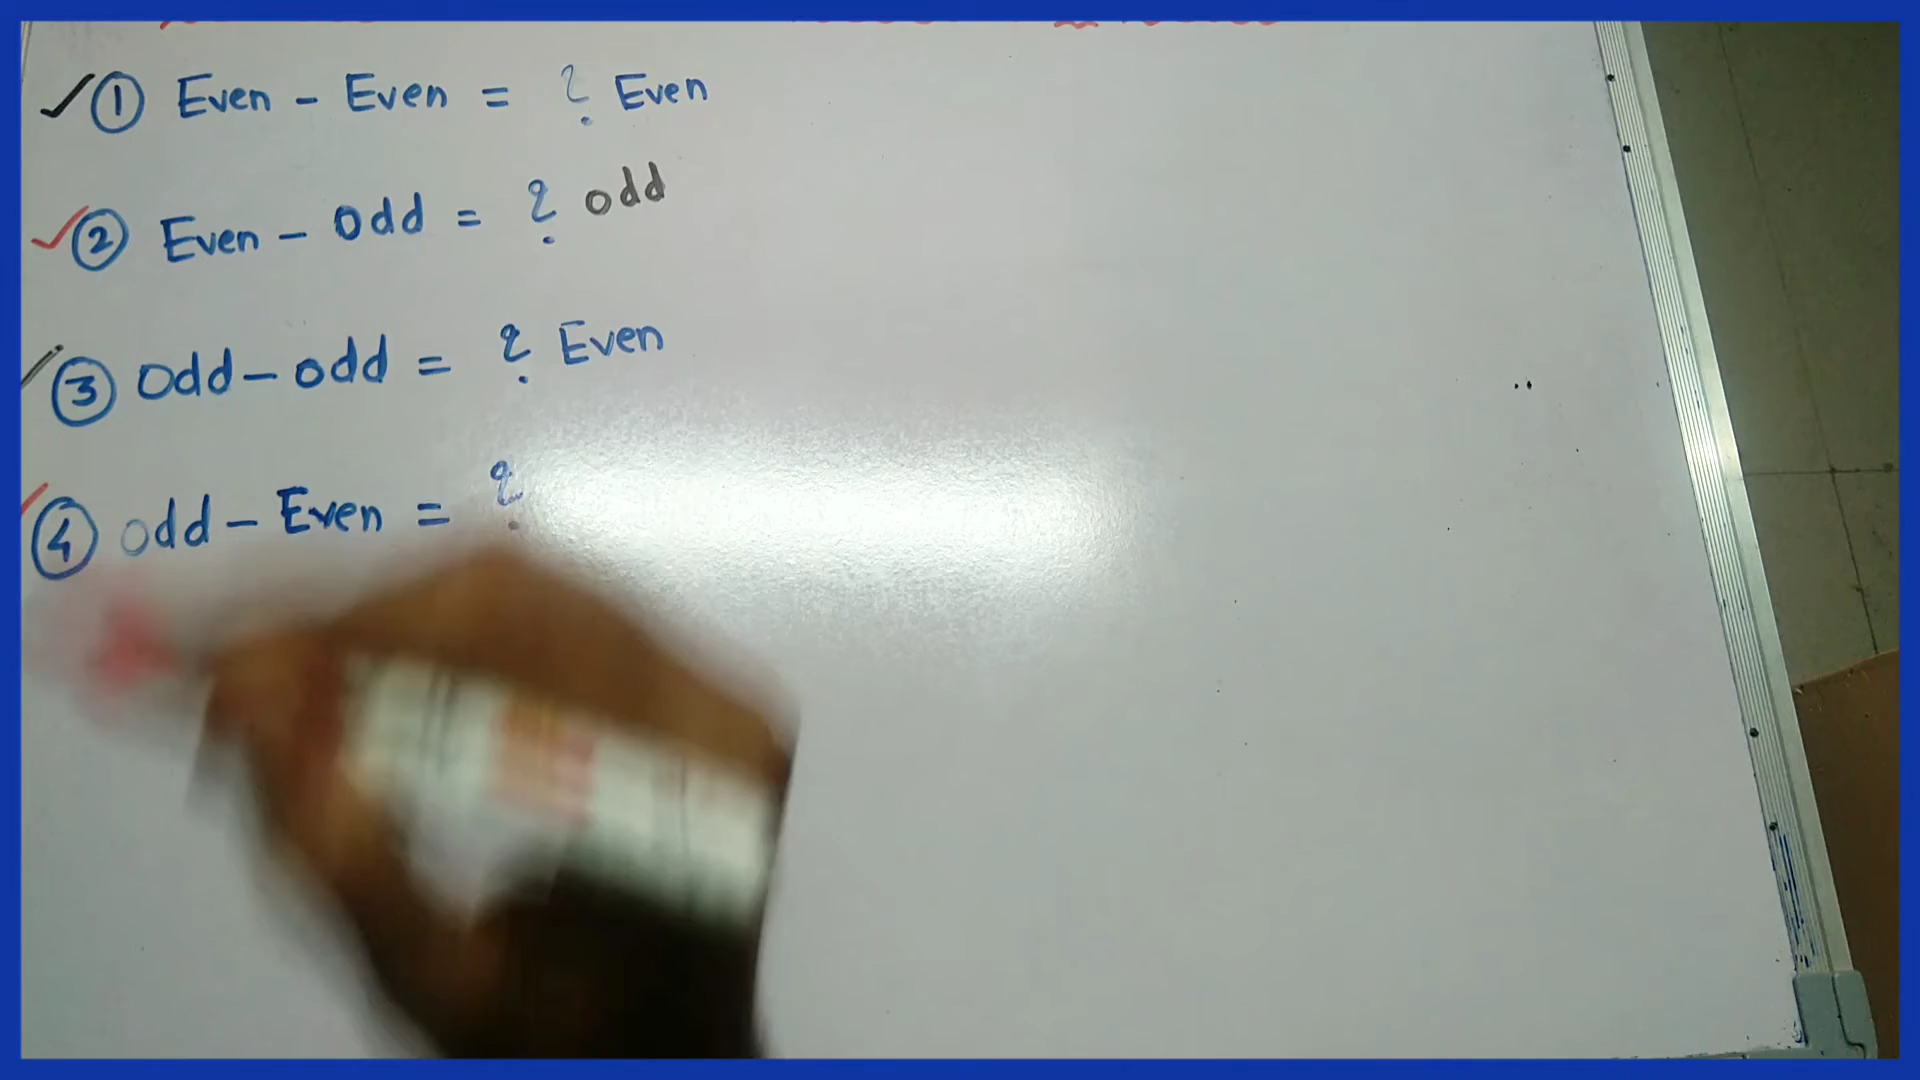 ① Even - Even = ? Even
② Even - odd = ? odd
③ odd - odd = ? Even
④ odd - Even = ?